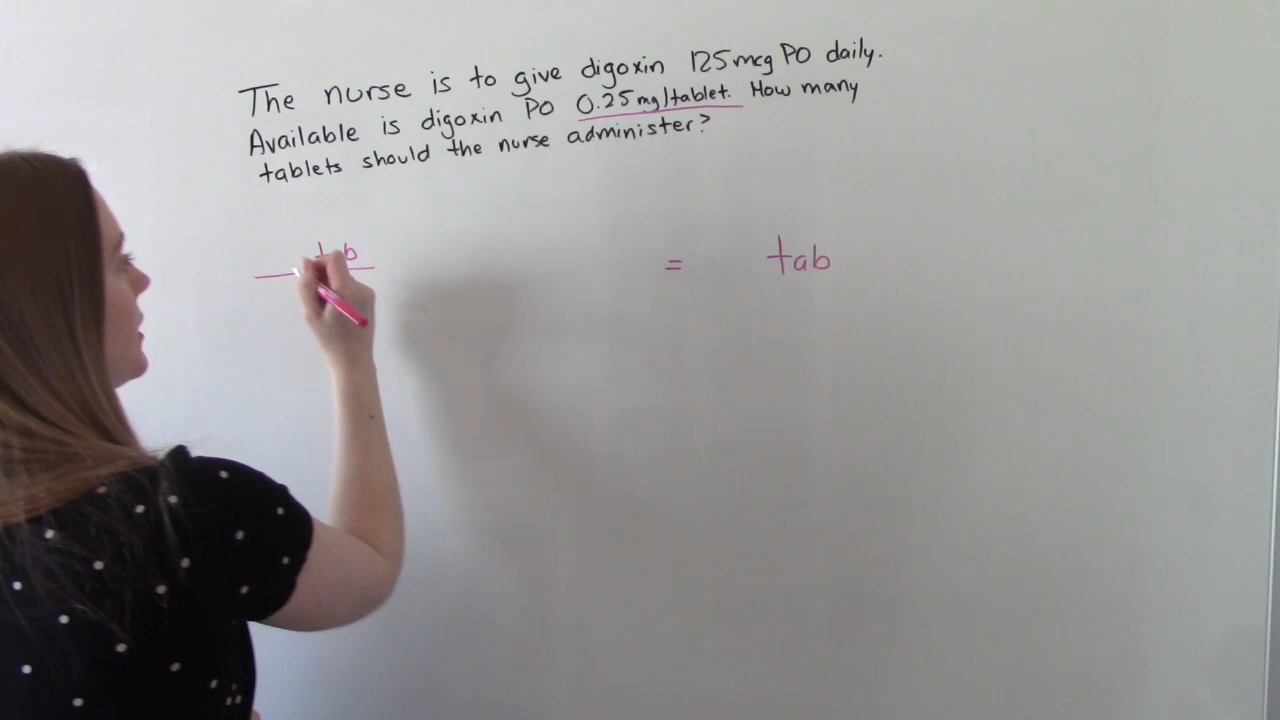 The nurse is to give digoxin 125mcg PO daily.
Available is digoxin PO 0.25mg/tablet. How many
tablets should the nurse administer?
= tab